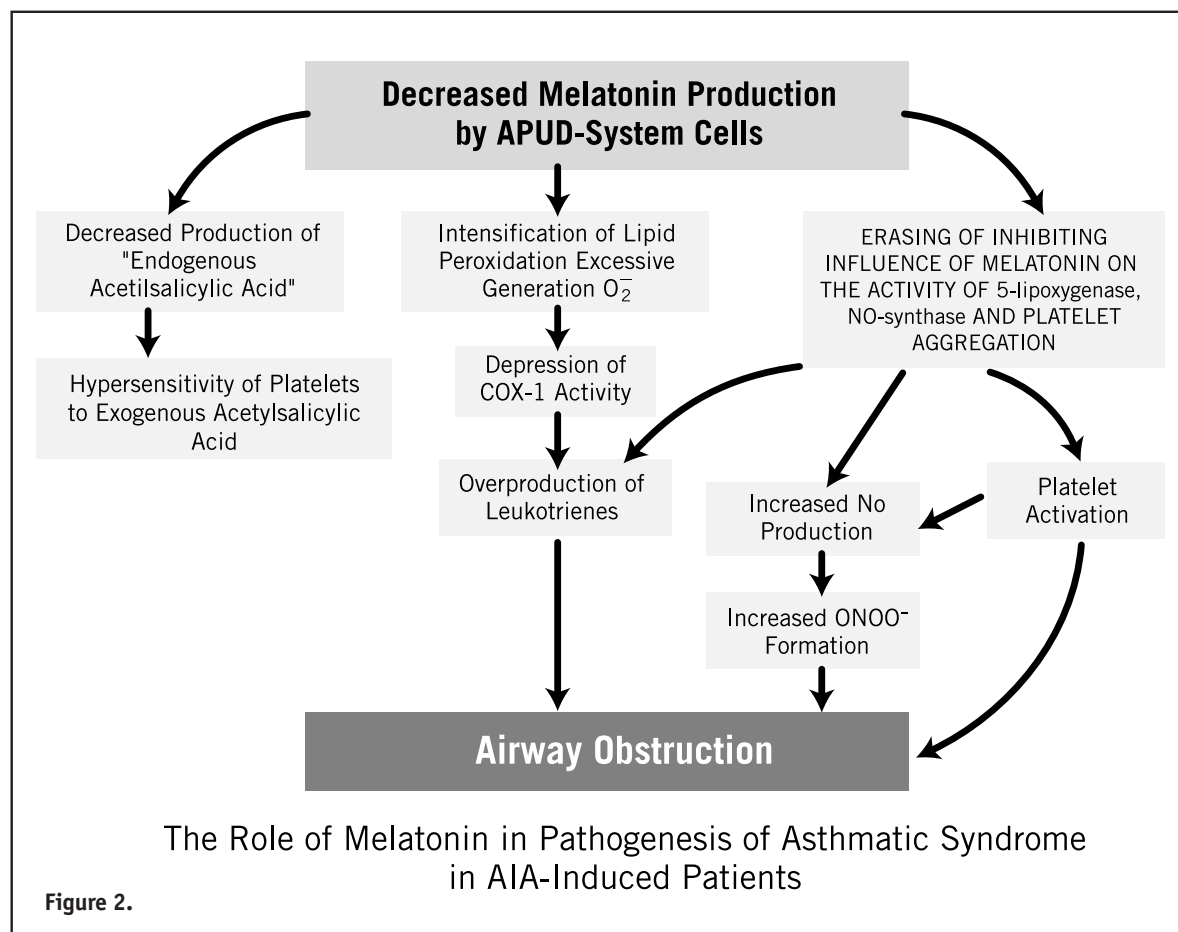 Decreased Melatonin Production
by APUD-System Cells
Decreased Production of
"Endogenous
Acetilsalicylic Acid"
Hypersensitivity of Platelets
to Exogenous Acetylsalicylic
Acid
Intensification of Lipid
Peroxidation Excessive
Generation O₂⁻
Depression of
COX-1 Activity
Overproduction of
Leukotrienes
ERASING OF INHIBITING
INFLUENCE OF MELATONIN ON
THE ACTIVITY OF 5-lipoxygenase,
NO-synthase AND PLATELET
AGGREGATION
Increased No
Production
Platelet
Activation
Increased ONOO⁻
Formation
Airway Obstruction
The Role of Melatonin in Pathogenesis of Asthmatic Syndrome
in AIA-Induced Patients
Figure 2.